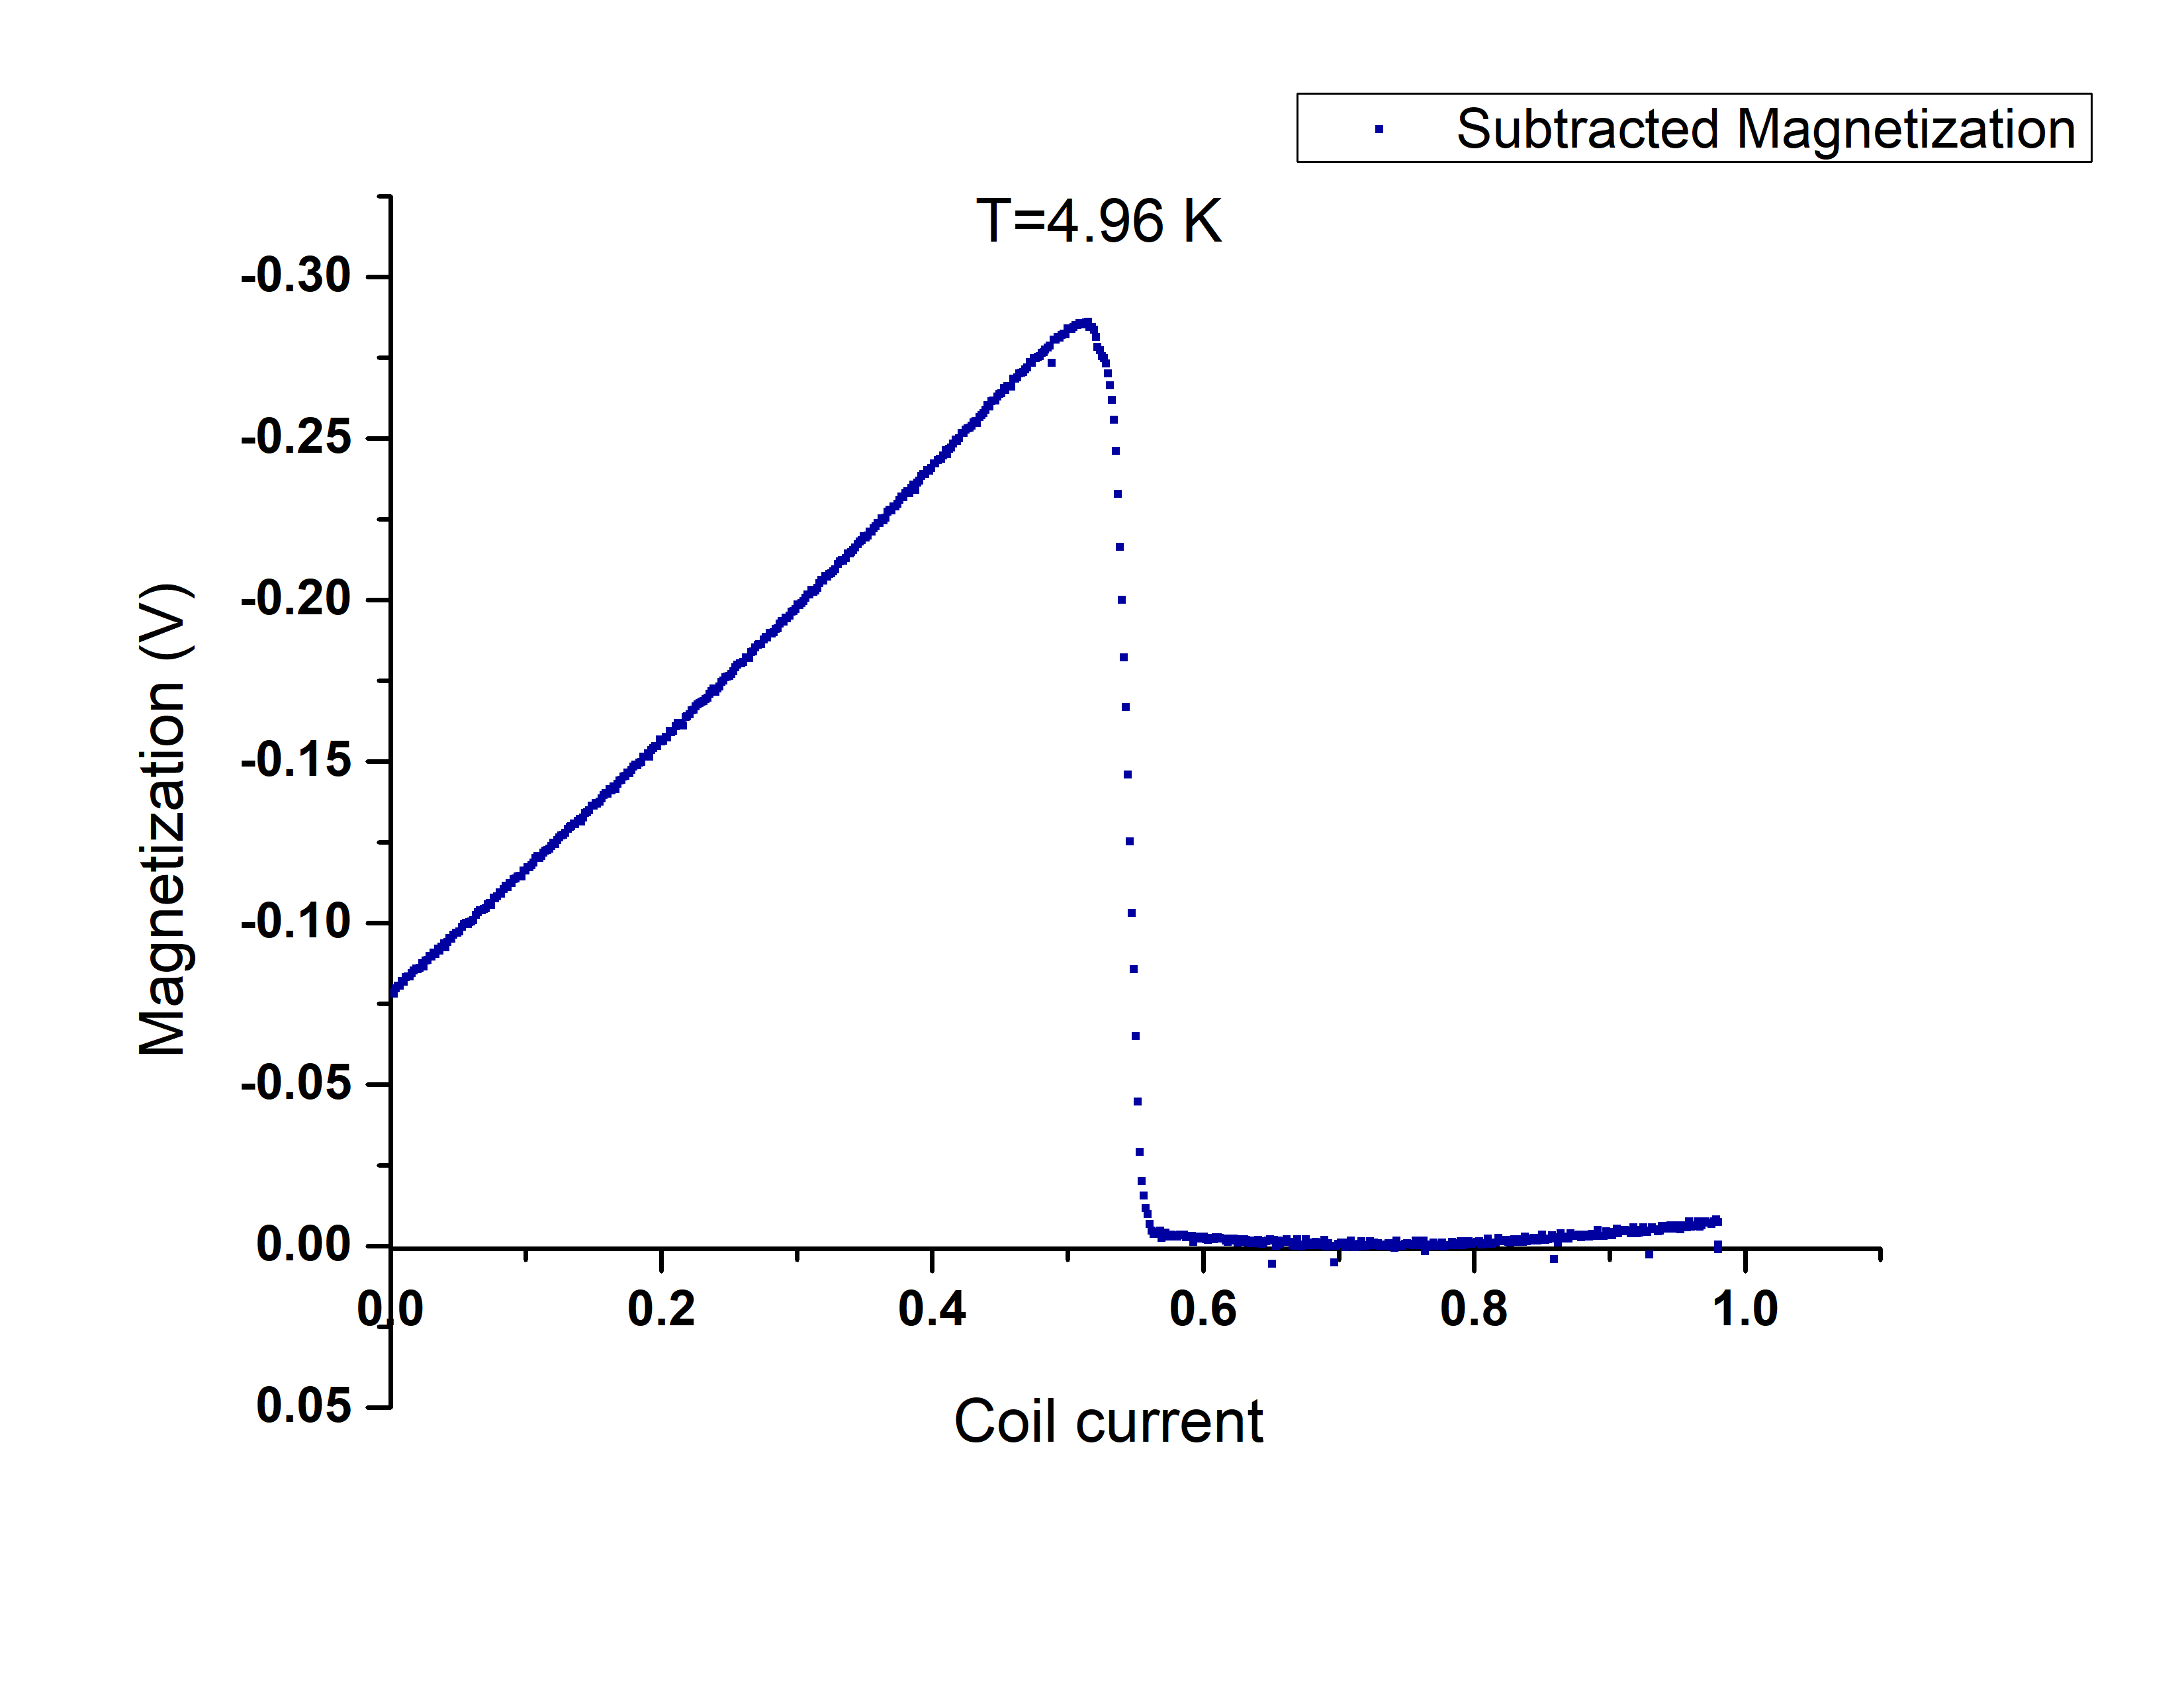 Subtracted Magnetization
T=4.96 K
-0.30
-0.25
-0.20
-0.15
-0.10
-0.05
0.00
0.05
Magnetization (V)
0.0 0.2 0.4 0.6 0.8 1.0
Coil current